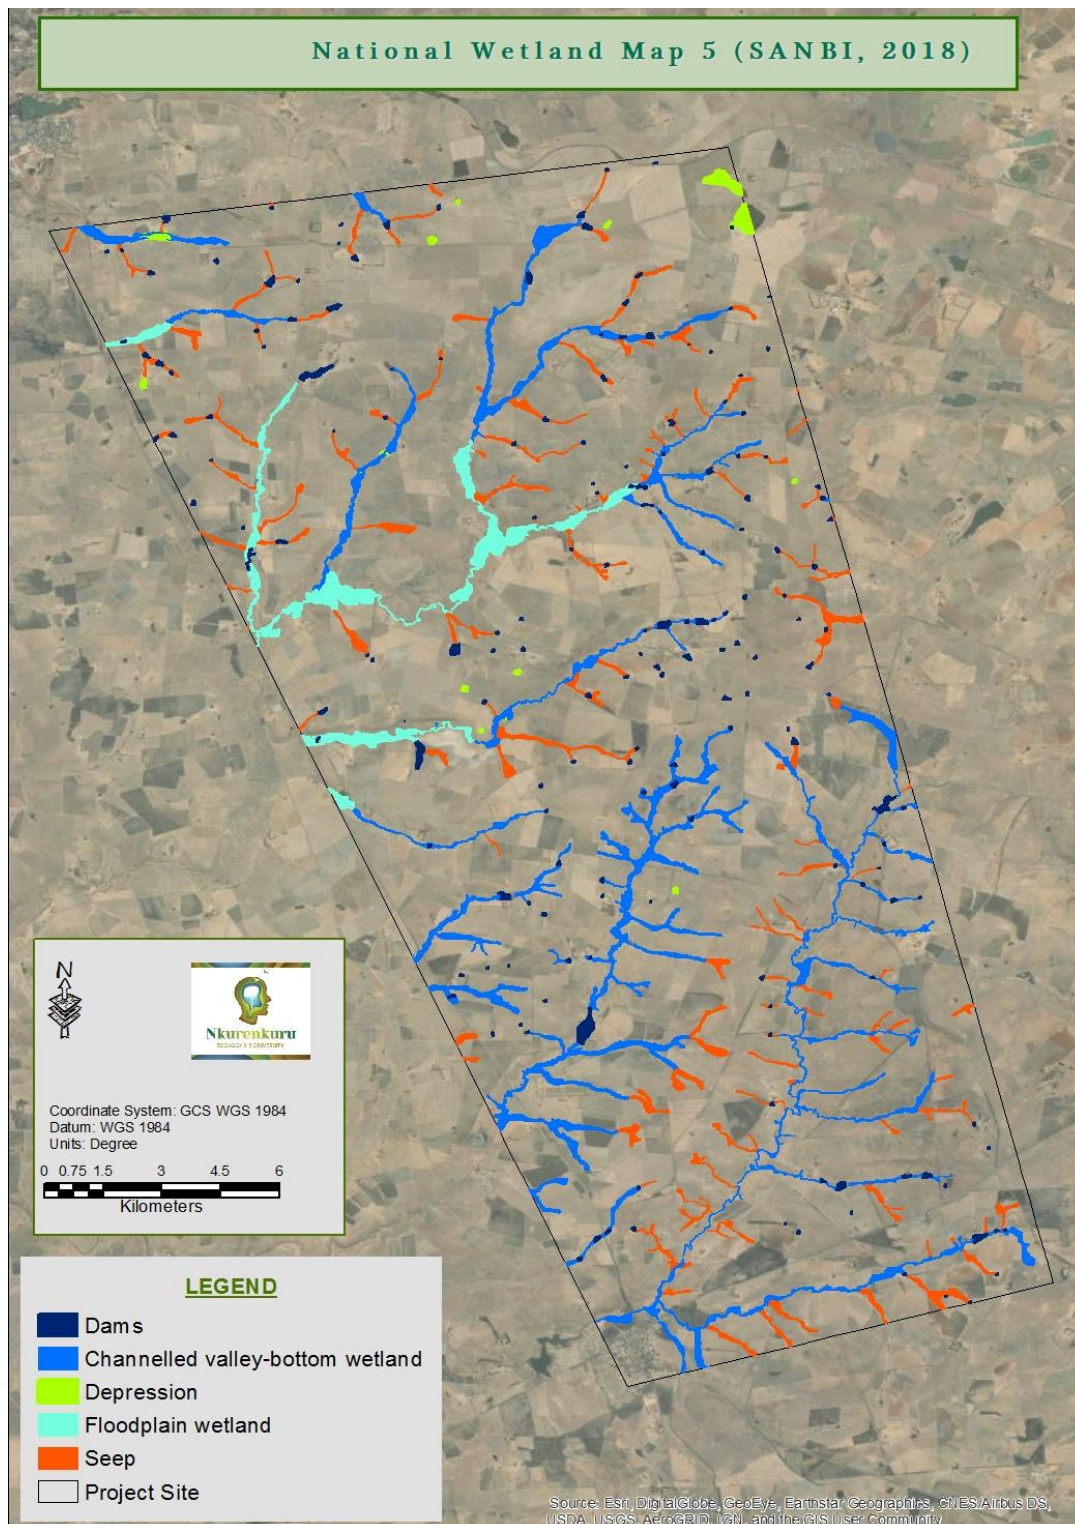 National Wetland Map 5 (SANBI, 2018)
N
Nkurenkuru
ECOLOGY & BIODIVERSITY
Coordinate System: GCS WGS 1984
Datum: WGS 1984
Units: Degree
0 0.75 1.5 3 4.5 6
Kilometers
LEGEND
Dams
Channelled valley-bottom wetland
Depression
Floodplain wetland
Seep
Project Site
Source: Esri, DigitalGlobe, GeoEye, Earthstar Geographics, CNES/Airbus DS,
USDA, USGS, AeroGRID, IGN, and the GIS User Community